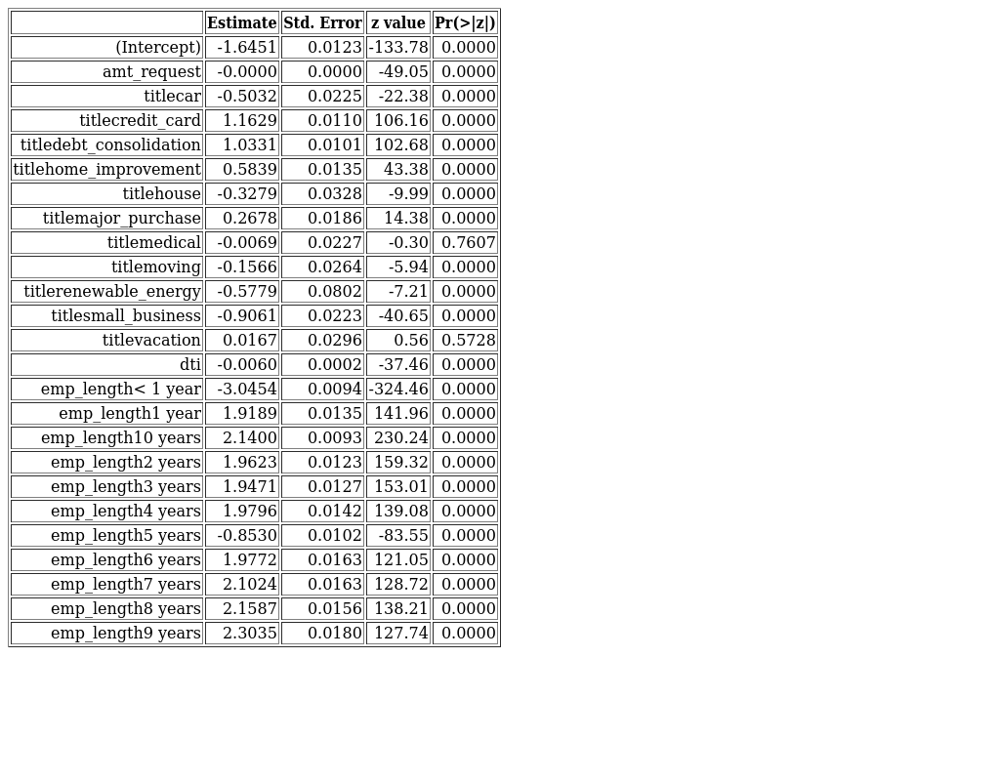 Estimate Std. Error z value Pr(>|z|)
(Intercept) -1.6451 0.0123 -133.78 0.0000
amt_request -0.0000 0.0000 -49.05 0.0000
titlecar -0.5032 0.0225 -22.38 0.0000
titlecredit_card 1.1629 0.0110 106.16 0.0000
titledebt_consolidation 1.0331 0.0101 102.68 0.0000
titlehome_improvement 0.5839 0.0135 43.38 0.0000
titlehouse -0.3279 0.0328 -9.99 0.0000
titlemajor_purchase 0.2678 0.0186 14.38 0.0000
titlemedical -0.0069 0.0227 -0.30 0.7607
titlemoving -0.1566 0.0264 -5.94 0.0000
titlerenewable_energy -0.5779 0.0802 -7.21 0.0000
titlesmall_business -0.9061 0.0223 -40.65 0.0000
titlevacation 0.0167 0.0296 0.56 0.5728
dti -0.0060 0.0002 -37.46 0.0000
emp_length< 1 year -3.0454 0.0094 -324.46 0.0000
emp_length1 year 1.9189 0.0135 141.96 0.0000
emp_length10 years 2.1400 0.0093 230.24 0.0000
emp_length2 years 1.9623 0.0123 159.32 0.0000
emp_length3 years 1.9471 0.0127 153.01 0.0000
emp_length4 years 1.9796 0.0142 139.08 0.0000
emp_length5 years -0.8530 0.0102 -83.55 0.0000
emp_length6 years 1.9772 0.0163 121.05 0.0000
emp_length7 years 2.1024 0.0163 128.72 0.0000
emp_length8 years 2.1587 0.0156 138.21 0.0000
emp_length9 years 2.3035 0.0180 127.74 0.0000